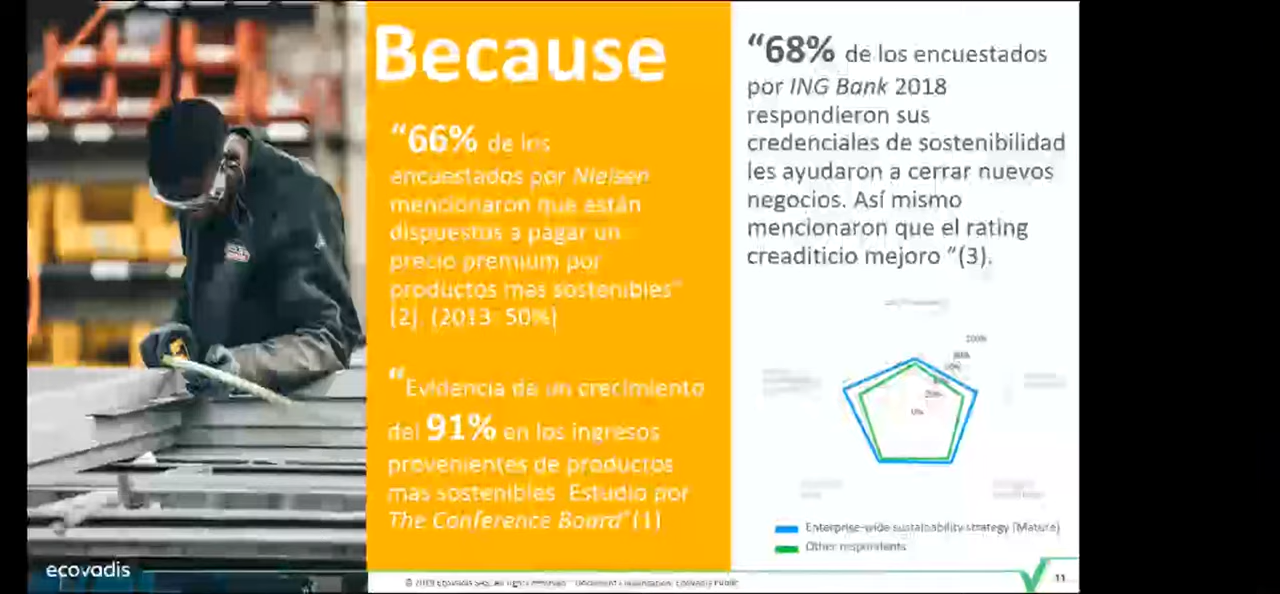 Because
“66% de los
encuestados por Nielsen
mencionaron que están
dispuestos a pagar un
precio premium por
productos mas sostenibles”
(2). (2013: 50%)
“Evidencia de un crecimiento
del 91% en los ingresos
provenientes de productos
mas sostenibles. Estudio por
The Conference Board”(1)
“68% de los encuestados
por ING Bank 2018
respondieron sus
credenciales de sostenibilidad
les ayudaron a cerrar nuevos
negocios. Así mismo
mencionaron que el rating
creaditicio mejoro “(3).
100%
80%
20%
0%
Enterprise-wide sustainability strategy (Mature)
Other respondents
ecovadis
11